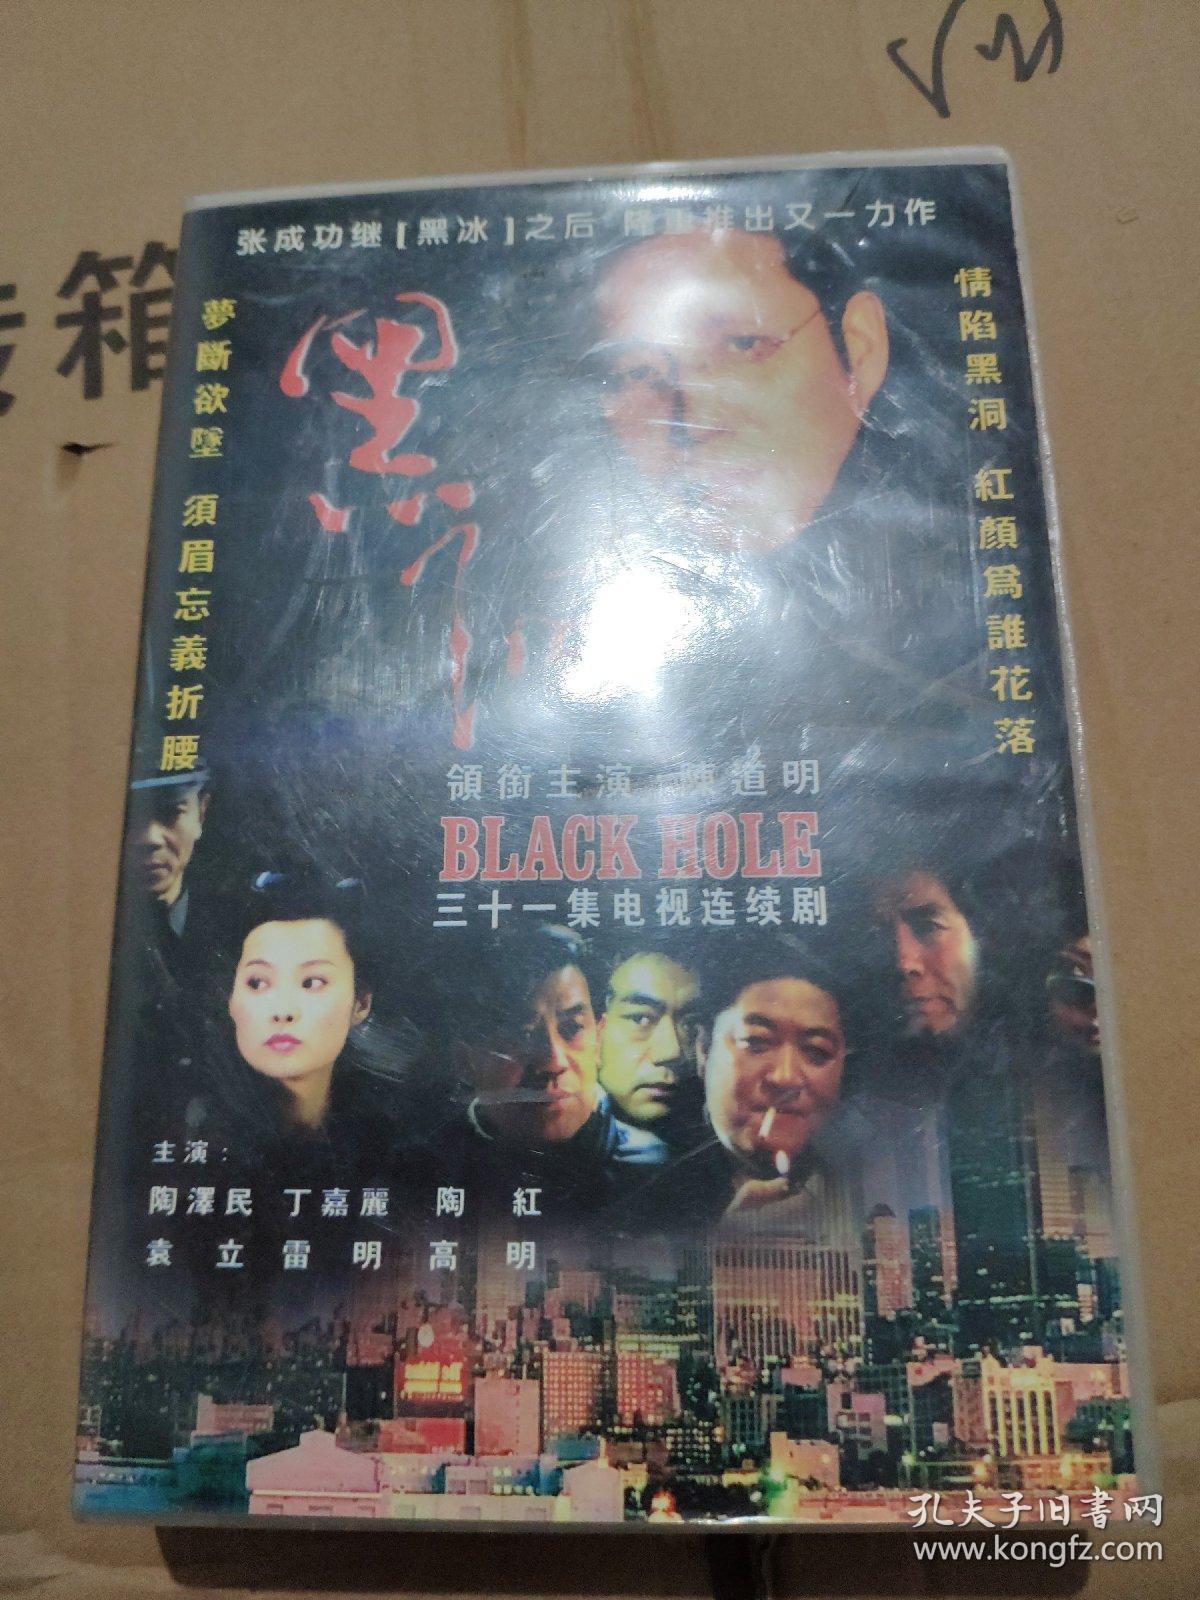 箱
张成功继［黑冰］之后 隆重推出又一力作
夢斷欲墜 須眉忘義折腰
情陷黑洞 紅顔爲誰花落
黑洞
領銜主演 陳道明
BLACK HOLE
三十一集电视连续剧
主演：
陶澤民 丁嘉麗 陶 紅
袁 立 雷 明 高 明
孔夫子旧书网
www.kongfz.com